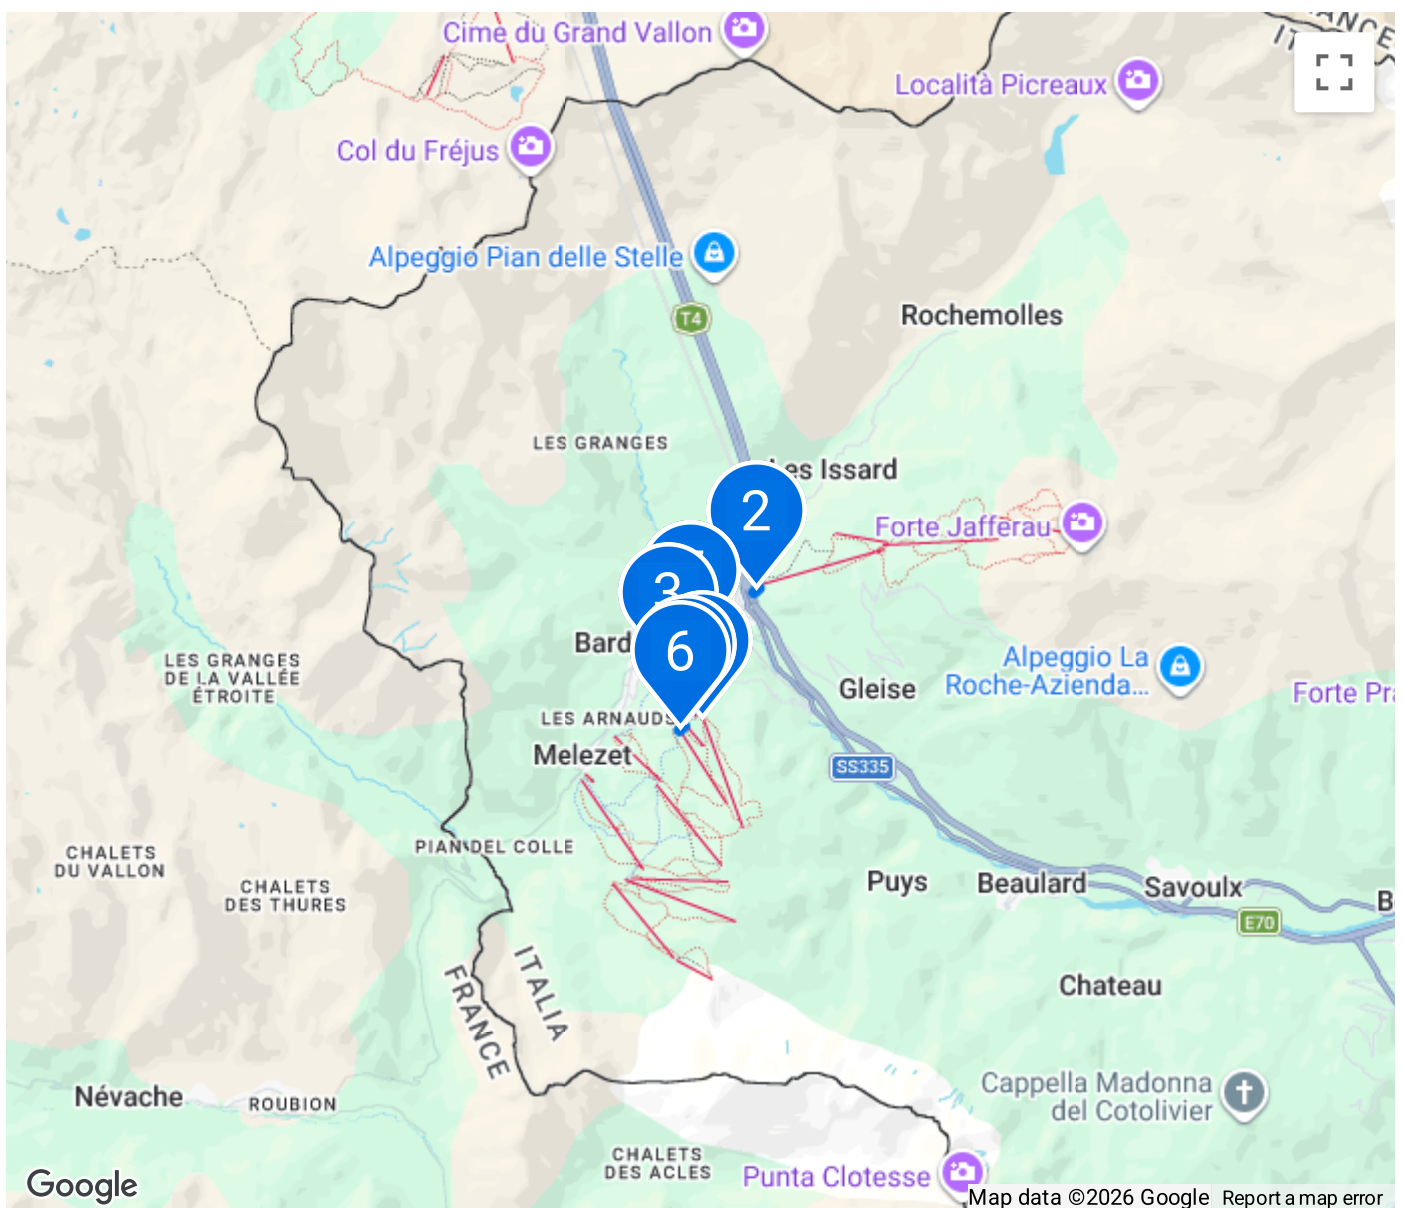 Cime du Grand Vallon
Località Picreaux
Col du Fréjus
Alpeggio Pian delle Stelle
T4
Rochemolles
LES GRANGES
Les Issard
2
Forte Jafferau
3
Bard
6
LES GRANGES
DE LA VALLÉE
ÉTROITE
Alpeggio La
Roche-Azienda...
Gleise
Forte Pra
LES ARNAUDS
Melezet
SS335
PIAN DEL COLLE
CHALETS
DU VALLON
CHALETS
DES THURES
Puys
Beaulard
Savoulx
E70
ITALIA
FRANCE
Chateau
Névache
ROUBION
Cappella Madonna
del Cotolivier
CHALETS
DES ACLES
Punta Clotesse
Google
Map data ©2026 Google
Report a map error